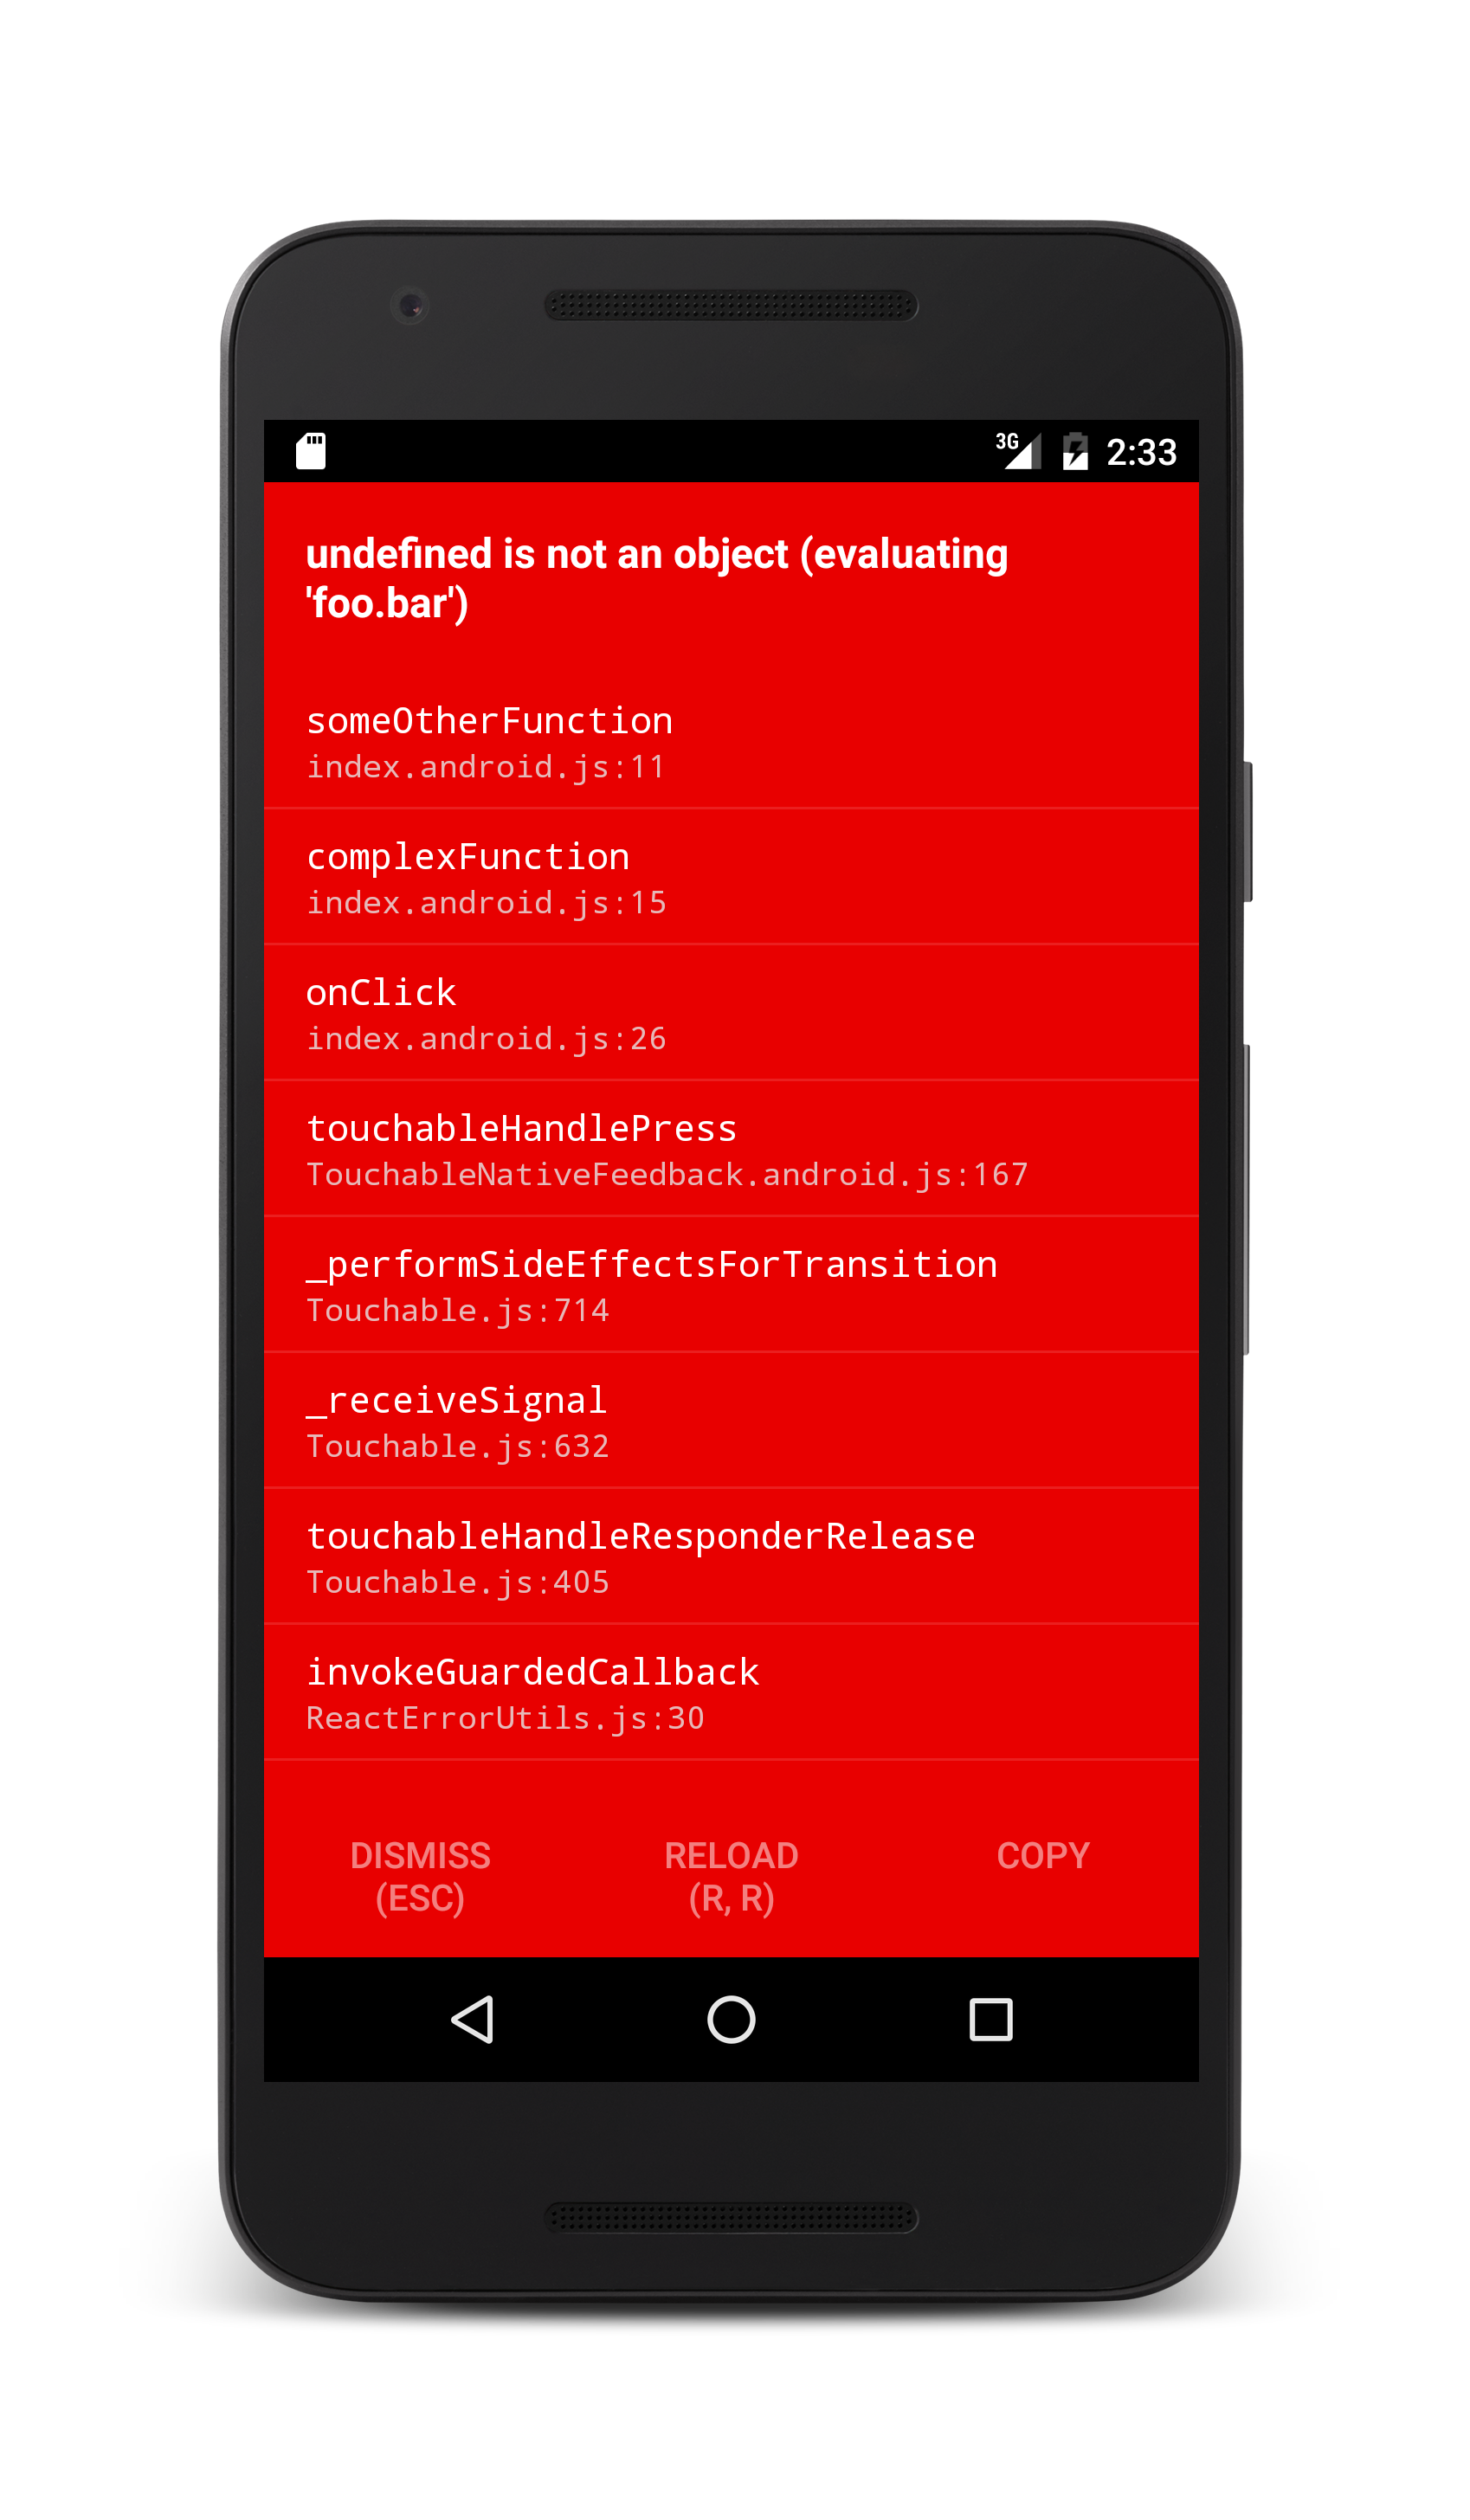 3G 2:33
undefined is not an object (evaluating
'foo.bar')
someOtherFunction
index.android.js:11
complexFunction
index.android.js:15
onClick
index.android.js:26
touchableHandlePress
TouchableNativeFeedback.android.js:167
_performSideEffectsForTransition
Touchable.js:714
_receiveSignal
Touchable.js:632
touchableHandleResponderRelease
Touchable.js:405
invokeGuardedCallback
ReactErrorUtils.js:30
DISMISS RELOAD COPY
(ESC) (R, R)